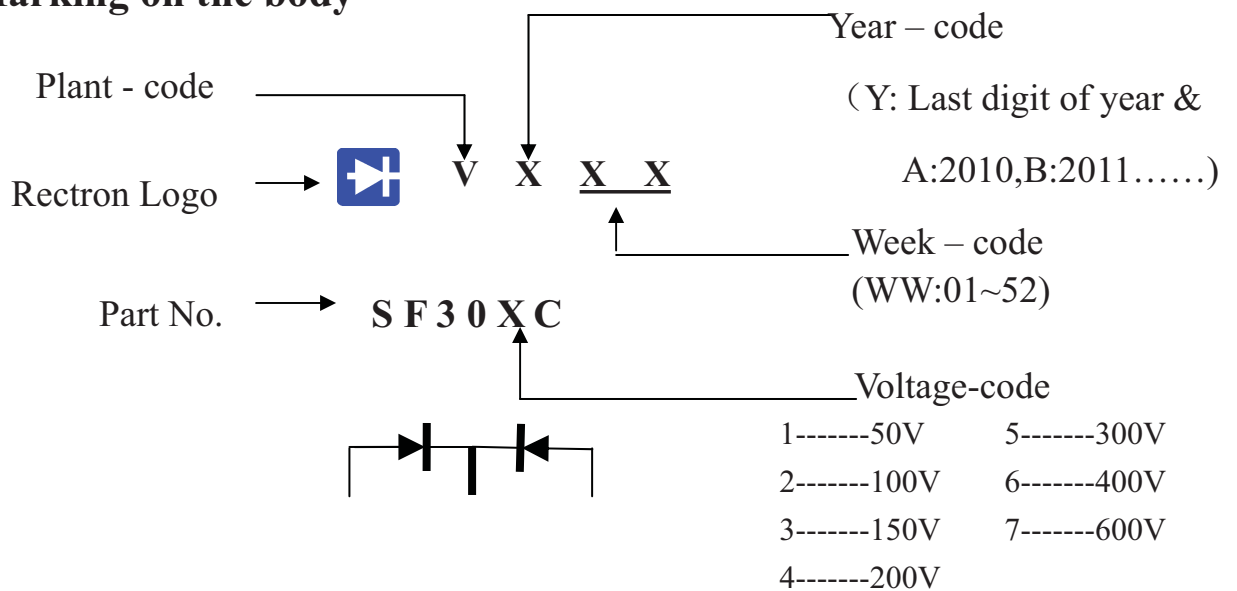 on the body
Year – code
Plant - code
（Y: Last digit of year &
A:2010,B:2011……)
V X X X
Rectron Logo
Week – code
(WW:01~52)
Part No.
S F 3 0 X C
Voltage-code
1-------50V 5-------300V
2-------100V 6-------400V
3-------150V 7-------600V
4-------200V